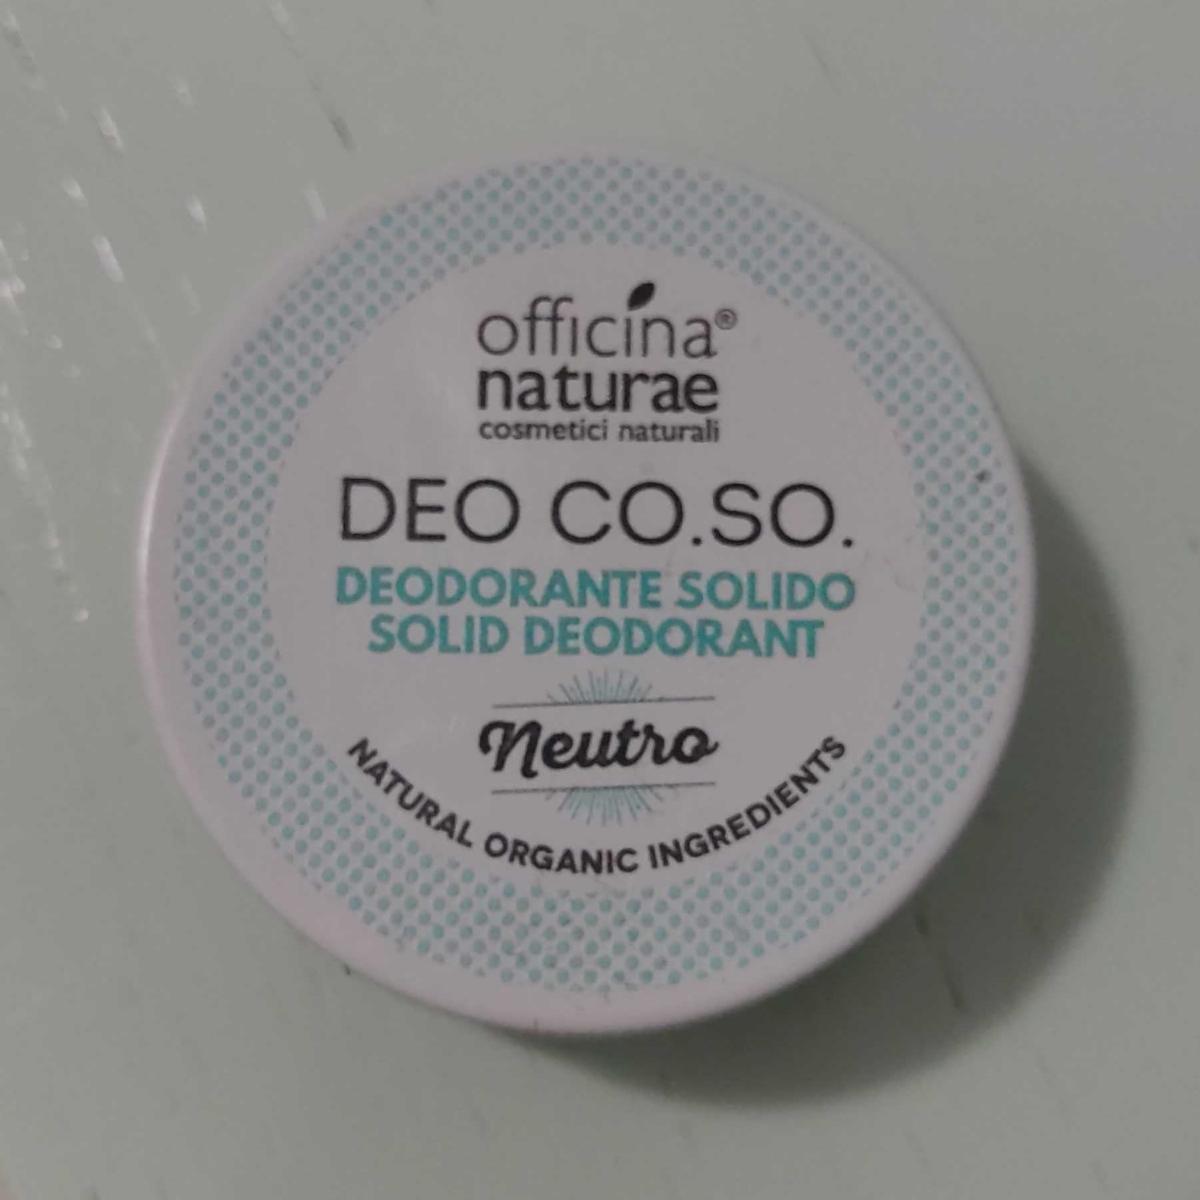 officina®
naturae
cosmetici naturali
DEO CO.SO.
DEODORANTE SOLIDO
SOLID DEODORANT
Neutro
NATURAL ORGANIC INGREDIENTS